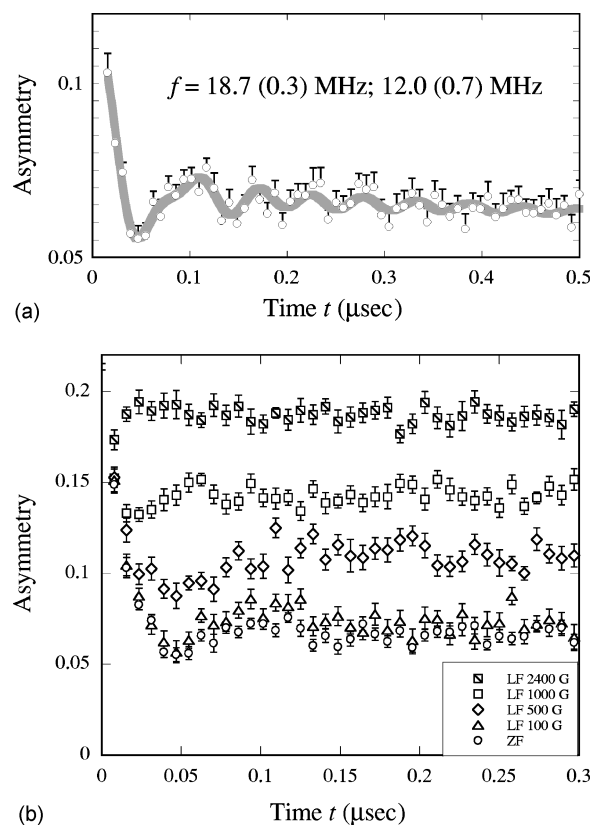 0.1
0.05
Asymmetry
f = 18.7 (0.3) MHz; 12.0 (0.7) MHz
0 0.1 0.2 0.3 0.4 0.5
Time t (μsec)
(a)
0.2
0.15
0.1
0.05
0
Asymmetry
LF 2400 G
LF 1000 G
LF 500 G
LF 100 G
ZF
0 0.05 0.1 0.15 0.2 0.25 0.3
Time t (μsec)
(b)